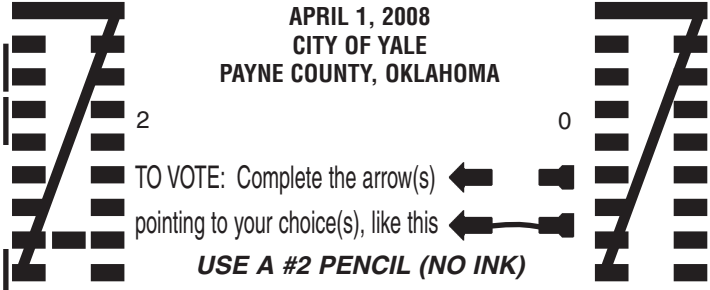 APRIL 1, 2008
CITY OF YALE
PAYNE COUNTY, OKLAHOMA
2 0
TO VOTE: Complete the arrow(s)
pointing to your choice(s), like this
USE A #2 PENCIL (NO INK)